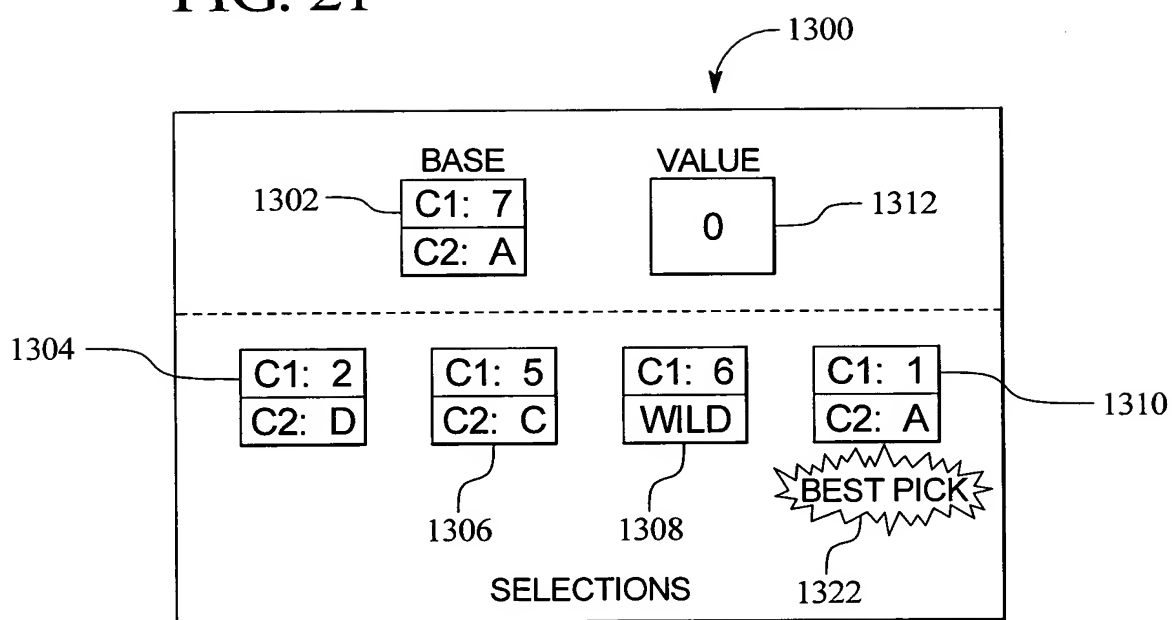 FIG. 21
1300
BASE VALUE
1302 C1: 7 0 1312
C2: A
1304 C1: 2 C1: 5 C1: 6 C1: 1 1310
C2: D C2: C WILD C2: A
BEST PICK
1306 1308 1322
SELECTIONS